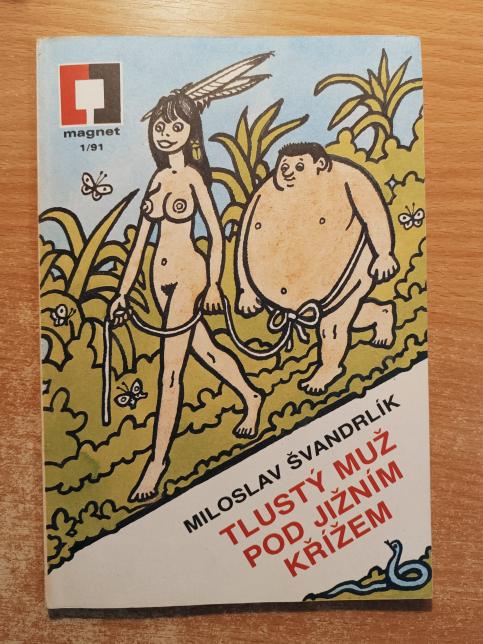 magnet
1/91
MILOSLAV ŠVANDRLÍK
TLUSTÝ MUŽ
POD JIŽNÍM
KŘÍŽEM